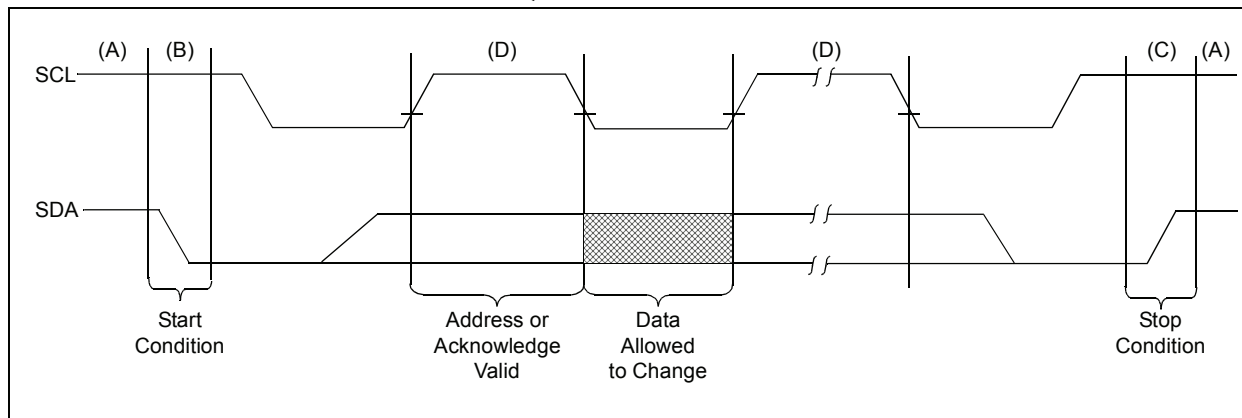 (A) (B) (D) (D) (C) (A)
SCL
SDA
Start
Condition
Address or
Acknowledge
Valid
Data
Allowed
to Change
Stop
Condition